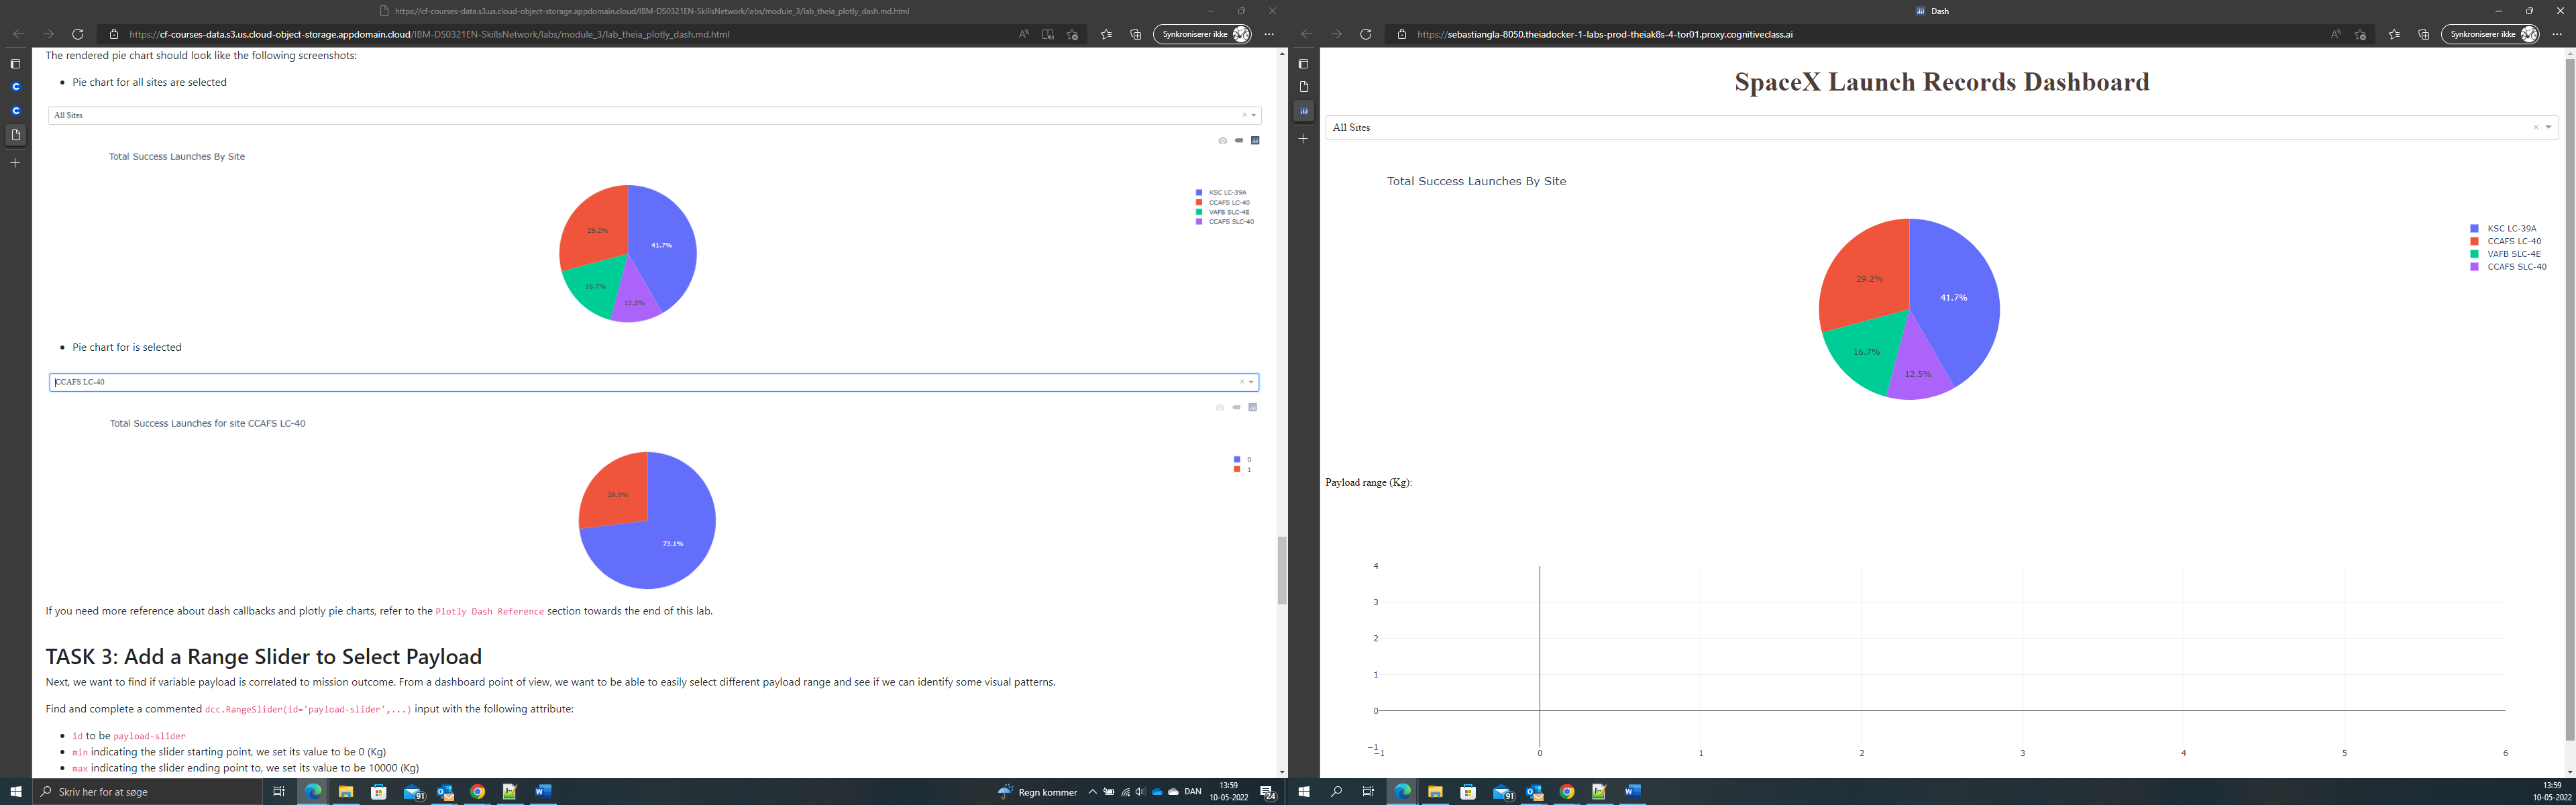 https://cf-courses-data.s3.us.cloud-object-storage.appdomain.cloud/IBM-DS0321EN-SkillsNetwork/labs/module_3/lab_theia_plotly_dash.md.html
https://cf-courses-data.s3.us.cloud-object-storage.appdomain.cloud/IBM-DS0321EN-SkillsNetwork/labs/module_3/lab_theia_plotly_dash.md.html
Synkroniserer ikke
The rendered pie chart should look like the following screenshots:
Pie chart for all sites are selected
All Sites
Total Success Launches By Site
KSC LC-39A
CCAFS LC-40
VAFB SLC-4E
CCAFS SLC-40
29.2%
41.7%
16.7%
12.5%
Pie chart for is selected
CCAFS LC-40
Total Success Launches for site CCAFS LC-40
0
1
26.9%
73.1%
If you need more reference about dash callbacks and plotly pie charts, refer to the Plotly Dash Reference section towards the end of this lab.
TASK 3: Add a Range Slider to Select Payload
Next, we want to find if variable payload is correlated to mission outcome. From a dashboard point of view, we want to be able to easily select different payload range and see if we can identify some visual patterns.
Find and complete a commented dcc.RangeSlider(id='payload-slider',...) input with the following attribute:
id to be payload-slider
min indicating the slider starting point, we set its value to be 0 (Kg)
max indicating the slider ending point to, we set its value to be 10000 (Kg)
Skriv her for at søge
91
Regn kommer
DAN
13:59
10-05-2022
24
Dash
https://sebastiangla-8050.theiadocker-1-labs-prod-theiak8s-4-tor01.proxy.cognitiveclass.ai
Synkroniserer ikke
SpaceX Launch Records Dashboard
All Sites
Total Success Launches By Site
KSC LC-39A
CCAFS LC-40
VAFB SLC-4E
CCAFS SLC-40
29.2%
41.7%
16.7%
12.5%
Payload range (Kg):
4
3
2
1
0
−1
−1 0 1 2 3 4 5 6
91
13:59
10-05-2022